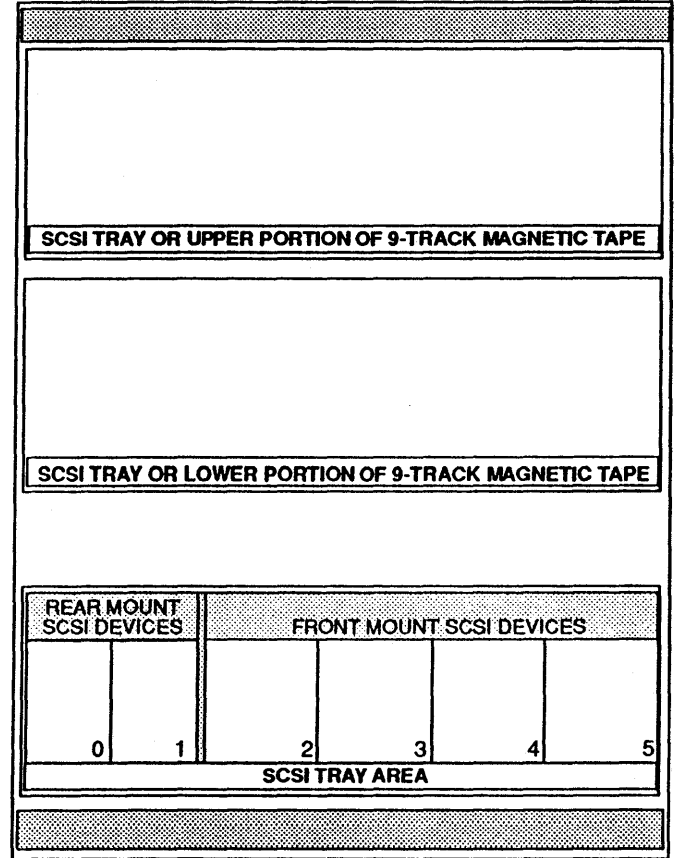 SCSI TRAY OR UPPER PORTION OF 9-TRACK MAGNETIC TAPE
SCSI TRAY OR LOWER PORTION OF 9-TRACK MAGNETIC TAPE
REAR MOUNT
SCSI DEVICES
FRONT MOUNT SCSI DEVICES
0 1 2 3 4 5
SCSI TRAY AREA